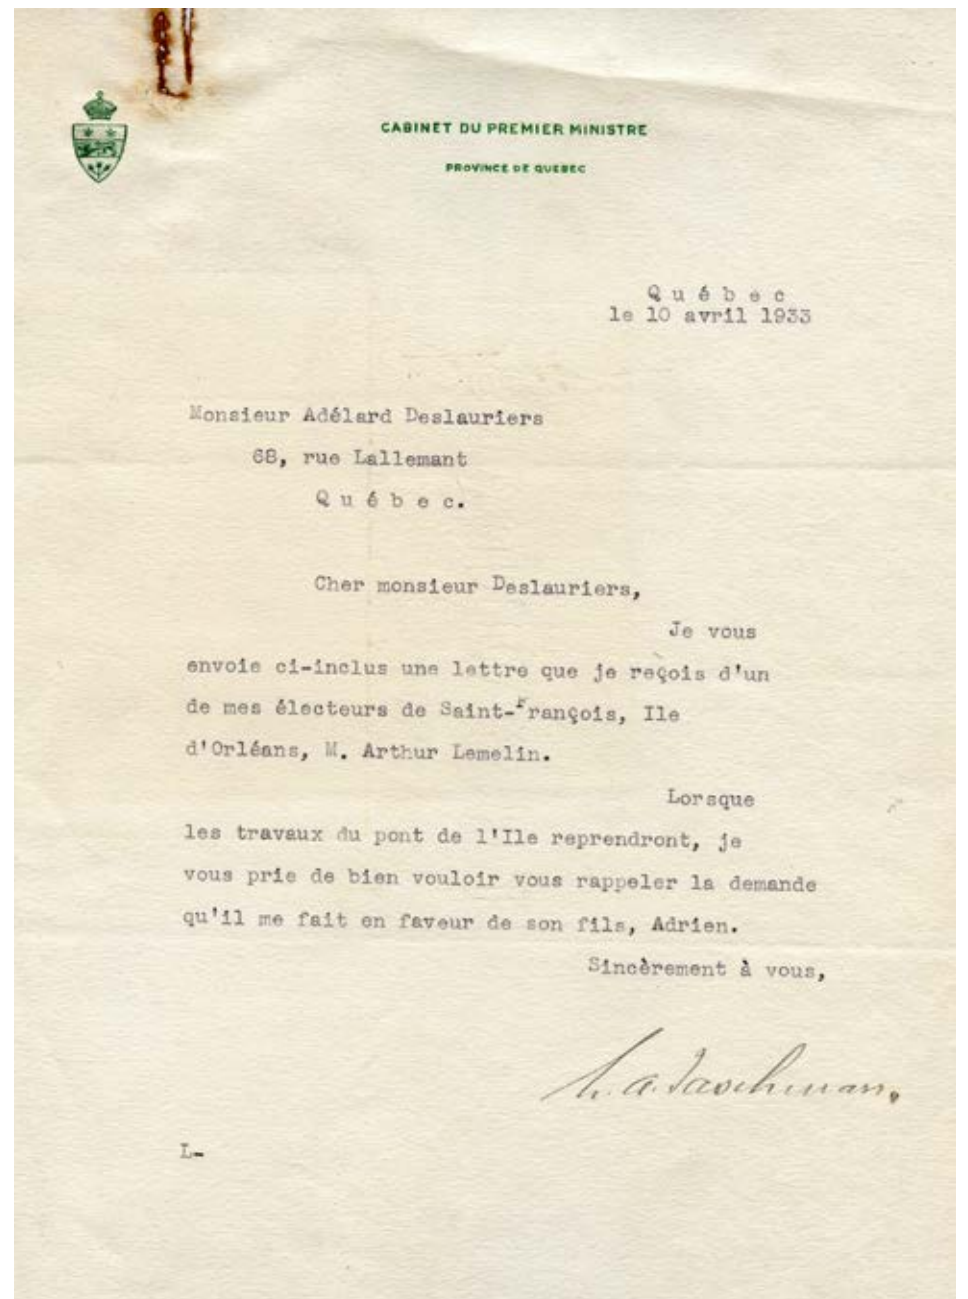 CABINET DU PREMIER MINISTRE
PROVINCE DE QUEBEC
Québec
le 10 avril 1933
Monsieur Adélard Deslauriers
68, rue Lallemant
Québec.
Cher monsieur Deslauriers,
Je vous
envoie ci-inclus une lettre que je reçois d'un
de mes électeurs de Saint-François, Ile
d'Orléans, M. Arthur Lemelin.
Lorsque
les travaux du pont de l'Ile reprendront, je
vous prie de bien vouloir vous rappeler la demande
qu'il me fait en faveur de son fils, Adrien.
Sincèrement à vous,
L-